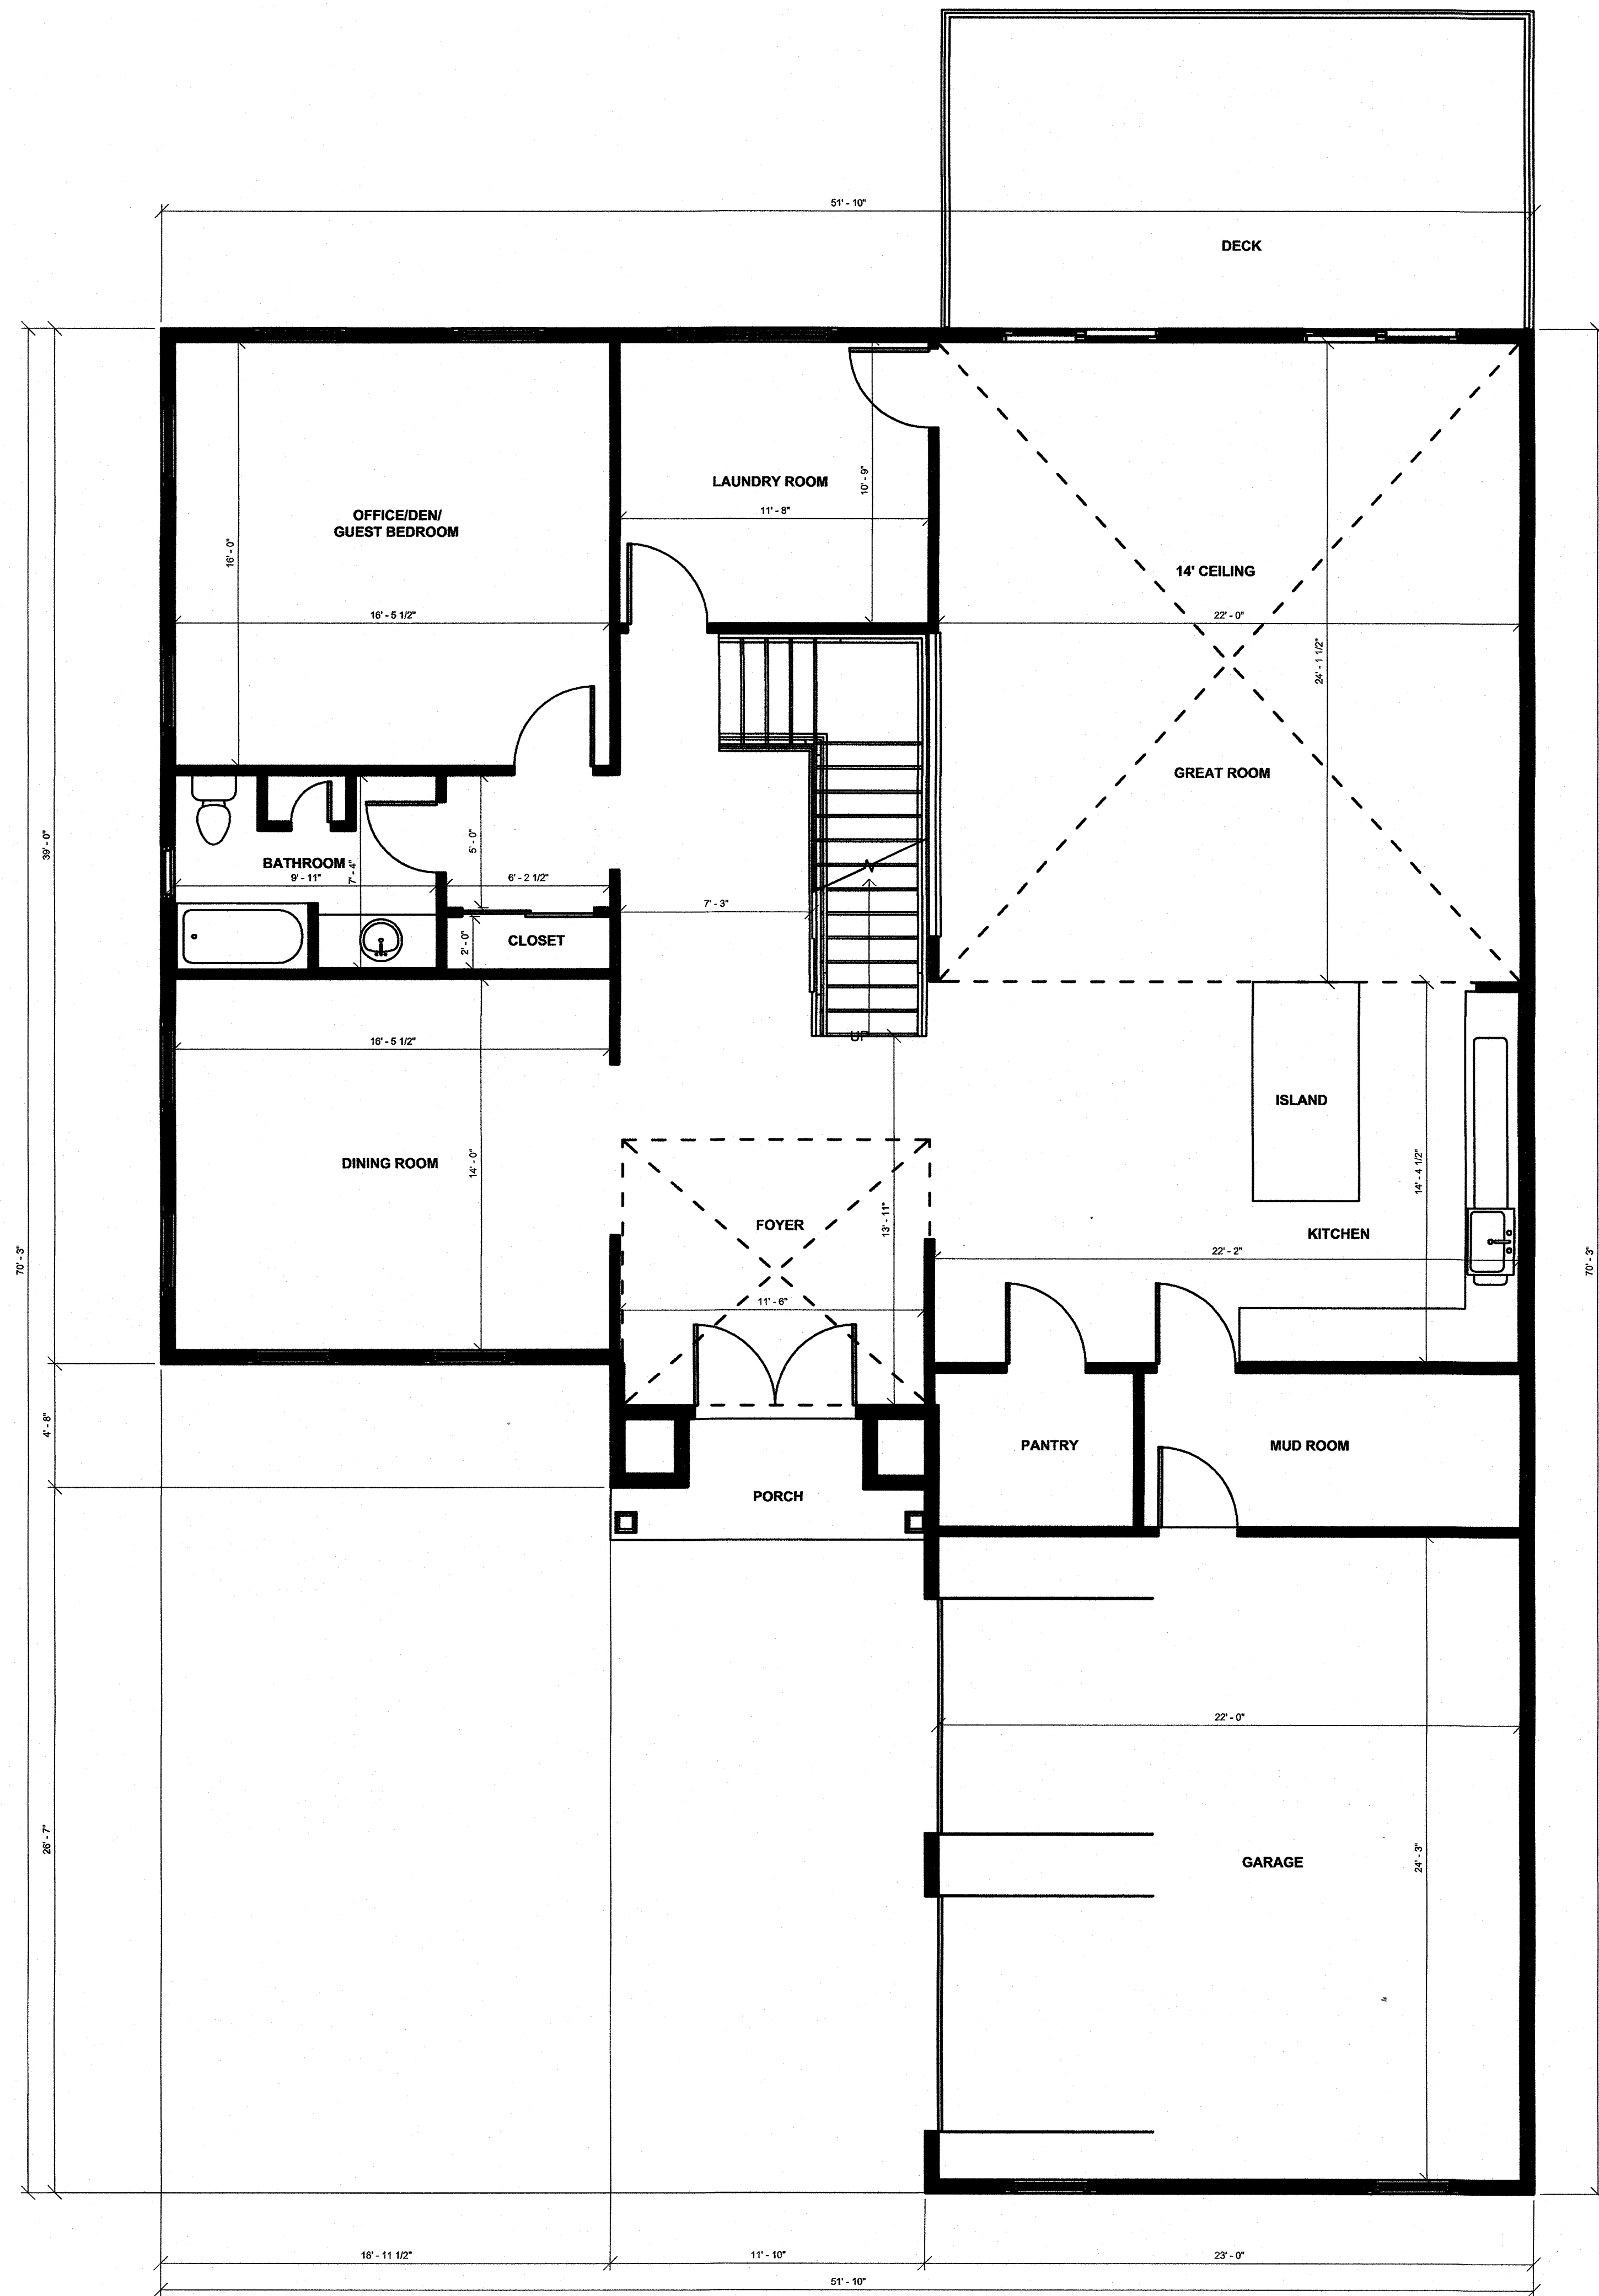 51' - 10"
DECK
LAUNDRY ROOM
10' - 9"
11' - 8"
OFFICE/DEN/
GUEST BEDROOM
16' - 0"
16' - 5 1/2"
14' CEILING
22' - 0"
24' - 1 1/2"
GREAT ROOM
39' - 0"
BATHROOM
9' - 11"
7' - 4"
5' - 0"
6' - 2 1/2"
7' - 3"
CLOSET
2' - 0"
UP
16' - 5 1/2"
ISLAND
DINING ROOM
14' - 0"
14' - 4 1/2"
FOYER
13' - 11"
KITCHEN
22' - 2"
70' - 3"
70' - 3"
11' - 6"
4' - 8"
PANTRY
MUD ROOM
PORCH
22' - 0"
26' - 7"
GARAGE
24' - 3"
16' - 11 1/2"
11' - 10"
23' - 0"
51' - 10"